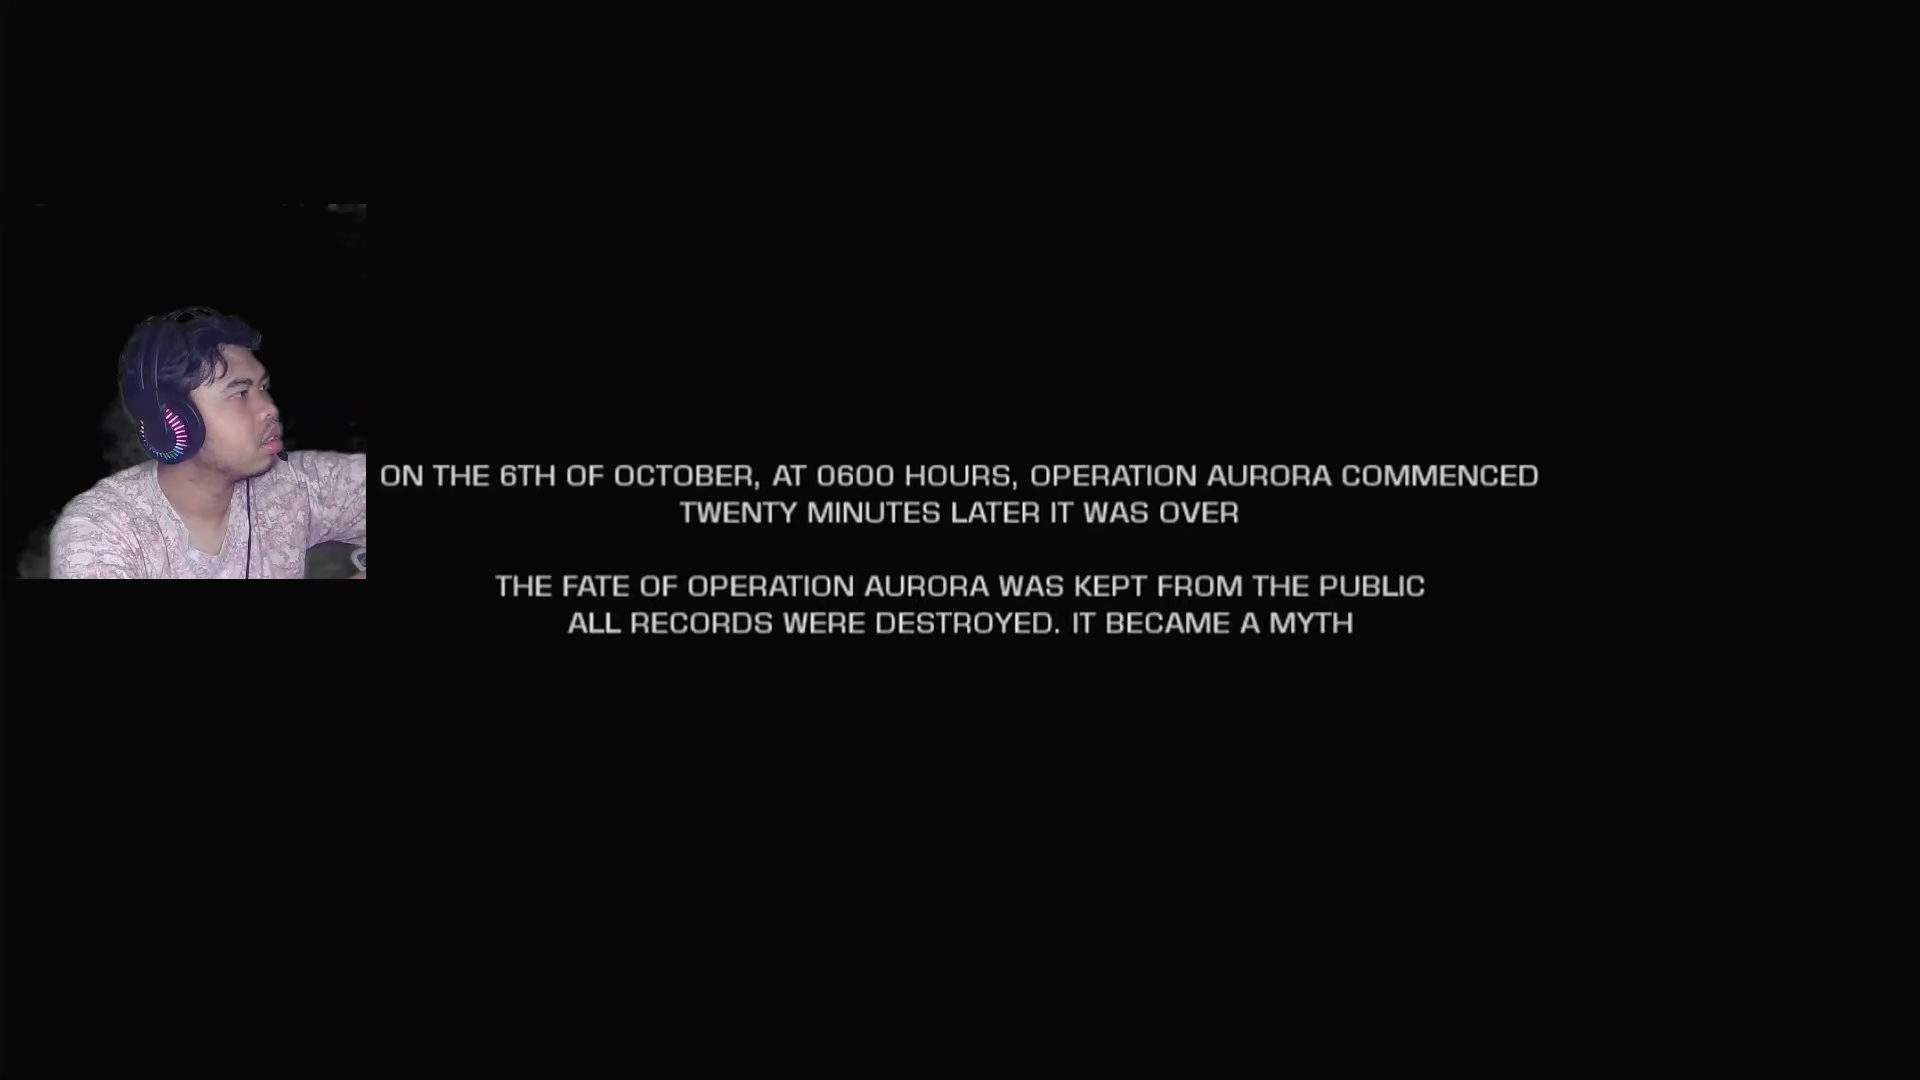 ON THE 6TH OF OCTOBER, AT 0600 HOURS, OPERATION AURORA COMMENCED
TWENTY MINUTES LATER IT WAS OVER
THE FATE OF OPERATION AURORA WAS KEPT FROM THE PUBLIC
ALL RECORDS WERE DESTROYED. IT BECAME A MYTH